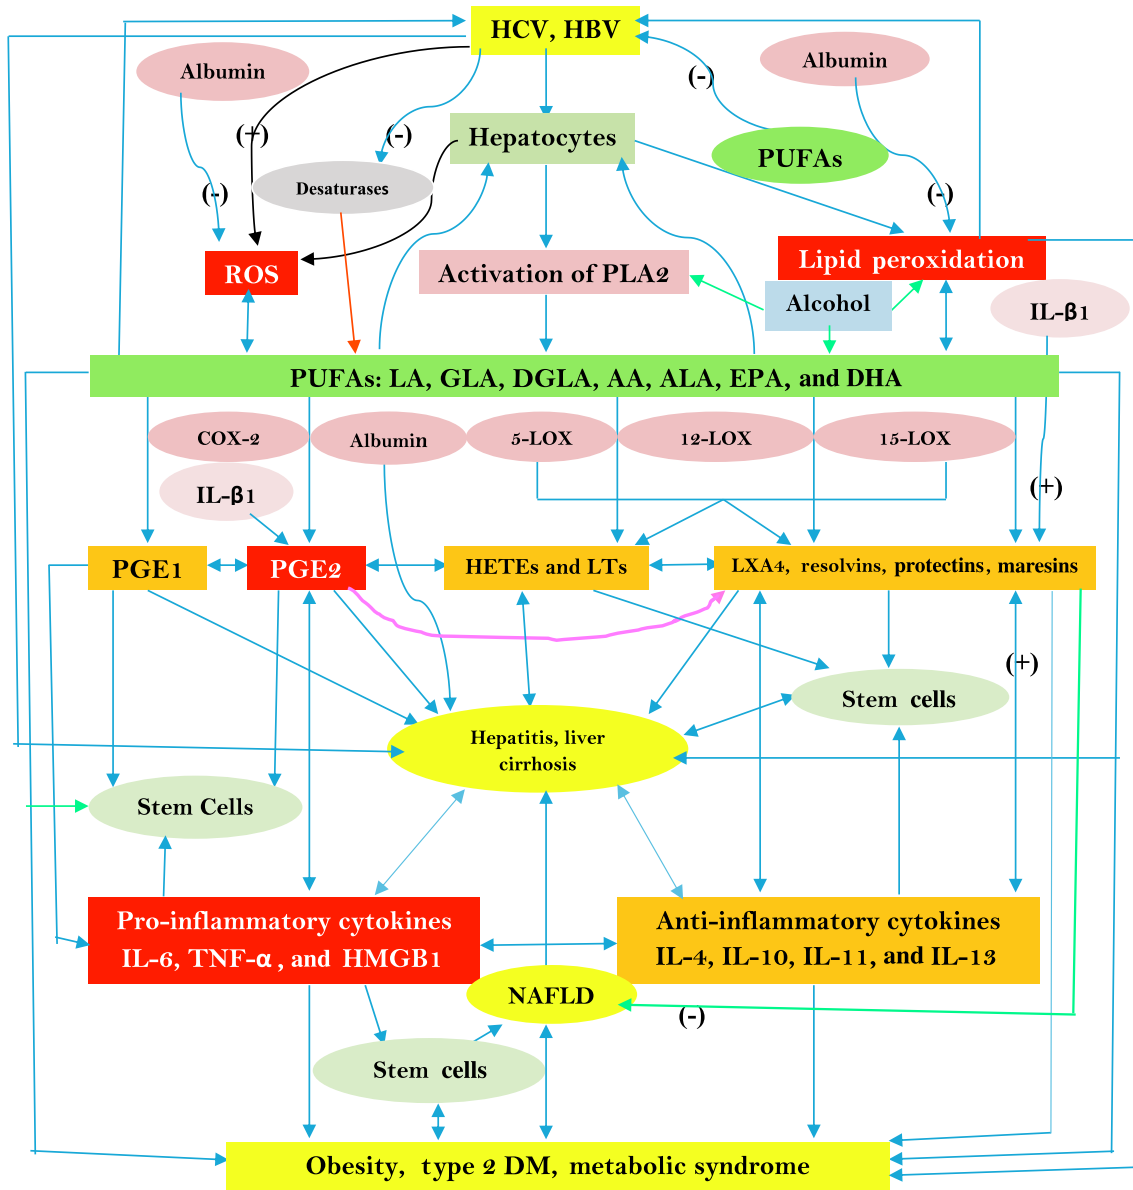 HCV, HBV
Albumin
Albumin
(-)
(+)
(-)
Hepatocytes
PUFAs
Desaturases
(-)
(-)
ROS
Activation of PLA2
Lipid peroxidation
Alcohol
IL-β1
PUFAs: LA, GLA, DGLA, AA, ALA, EPA, and DHA
COX-2
Albumin
5-LOX
12-LOX
15-LOX
IL-β1
(+)
PGE1
PGE2
HETEs and LTs
LXA4, resolvins, protectins, maresins
(+)
Stem cells
Hepatitis, liver
cirrhosis
Stem Cells
Pro-inflammatory cytokines
IL-6, TNF-α, and HMGB1
Anti-inflammatory cytokines
IL-4, IL-10, IL-11, and IL-13
NAFLD
(-)
Stem cells
Obesity, type 2 DM, metabolic syndrome